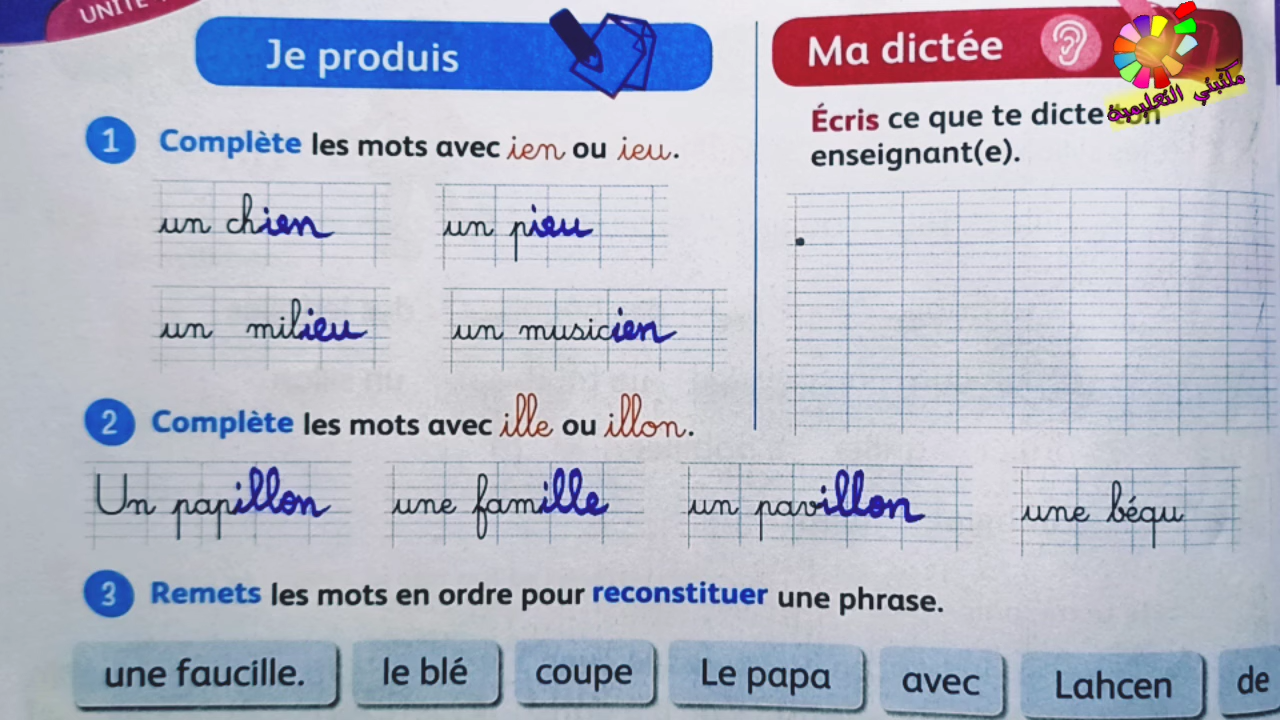 UNITÉ
Je produis
1 Complète les mots avec ien ou ieu.
un chien un pieu
un milieu un musicien
2 Complète les mots avec ille ou illon.
Un papillon une famille un pavillon une béqu
3 Remets les mots en ordre pour reconstituer une phrase.
une faucille. le blé coupe Le papa avec Lahcen de
Ma dictée
مكتبتي التعليمية
Écris ce que te dicte ton
enseignant(e).